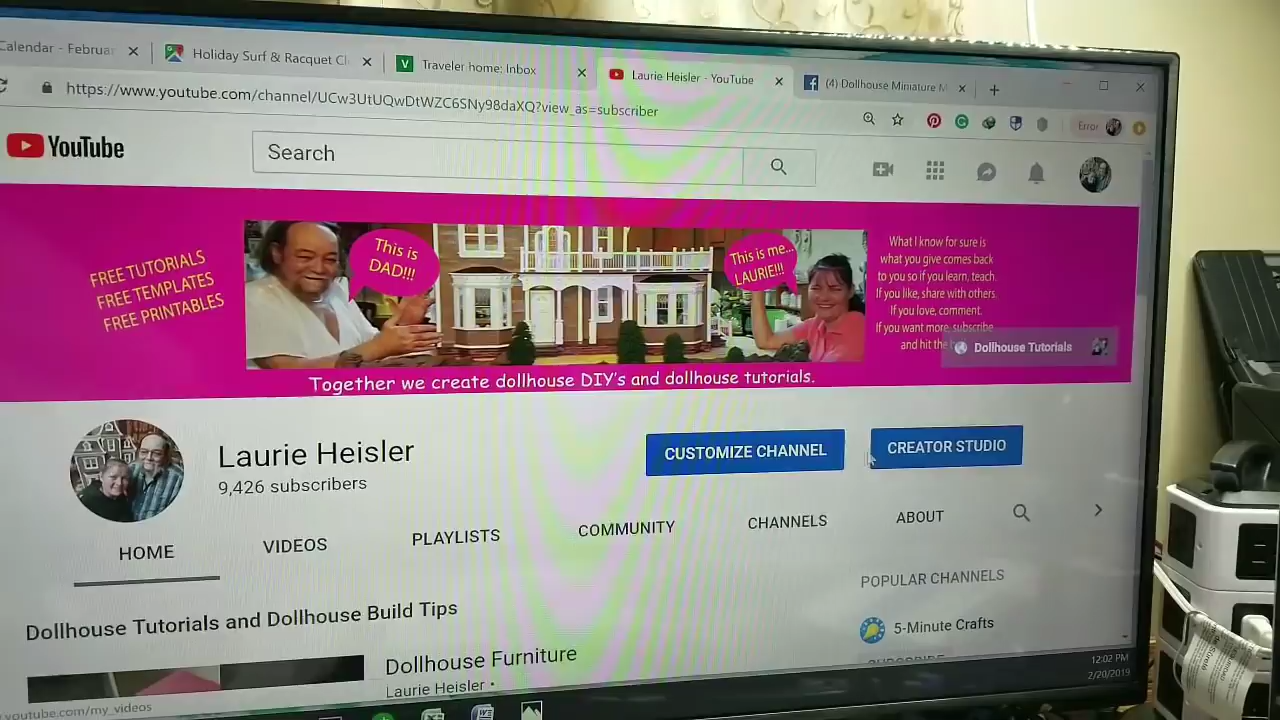 Calendar - Februar
Holiday Surf & Racquet Cl
V
Traveler home: Inbox
Laurie Heisler - YouTube
(4) Dollhouse Miniature M
https://www.youtube.com/channel/UCw3UtUQwDtWZC6SNy98daXQ?view_as=subscriber
Error
YouTube
Search
FREE TUTORIALS
FREE TEMPLATES
FREE PRINTABLES
This is
DAD!!!
This is me...
LAURIE!!!
What I know for sure is
what you give comes back
to you so if you learn, teach.
If you like, share with others.
If you love, comment.
If you want more, subscribe
and hit the
Dollhouse Tutorials
Together we create dollhouse DIY's and dollhouse tutorials.
Laurie Heisler
9,426 subscribers
CUSTOMIZE CHANNEL
CREATOR STUDIO
HOME
VIDEOS
PLAYLISTS
COMMUNITY
CHANNELS
ABOUT
POPULAR CHANNELS
5-Minute Crafts
SUBSCRIBE
Dollhouse Tutorials and Dollhouse Build Tips
Dollhouse Furniture
Laurie Heisler •
youtube.com/my_videos
12:02 PM
2/20/2019